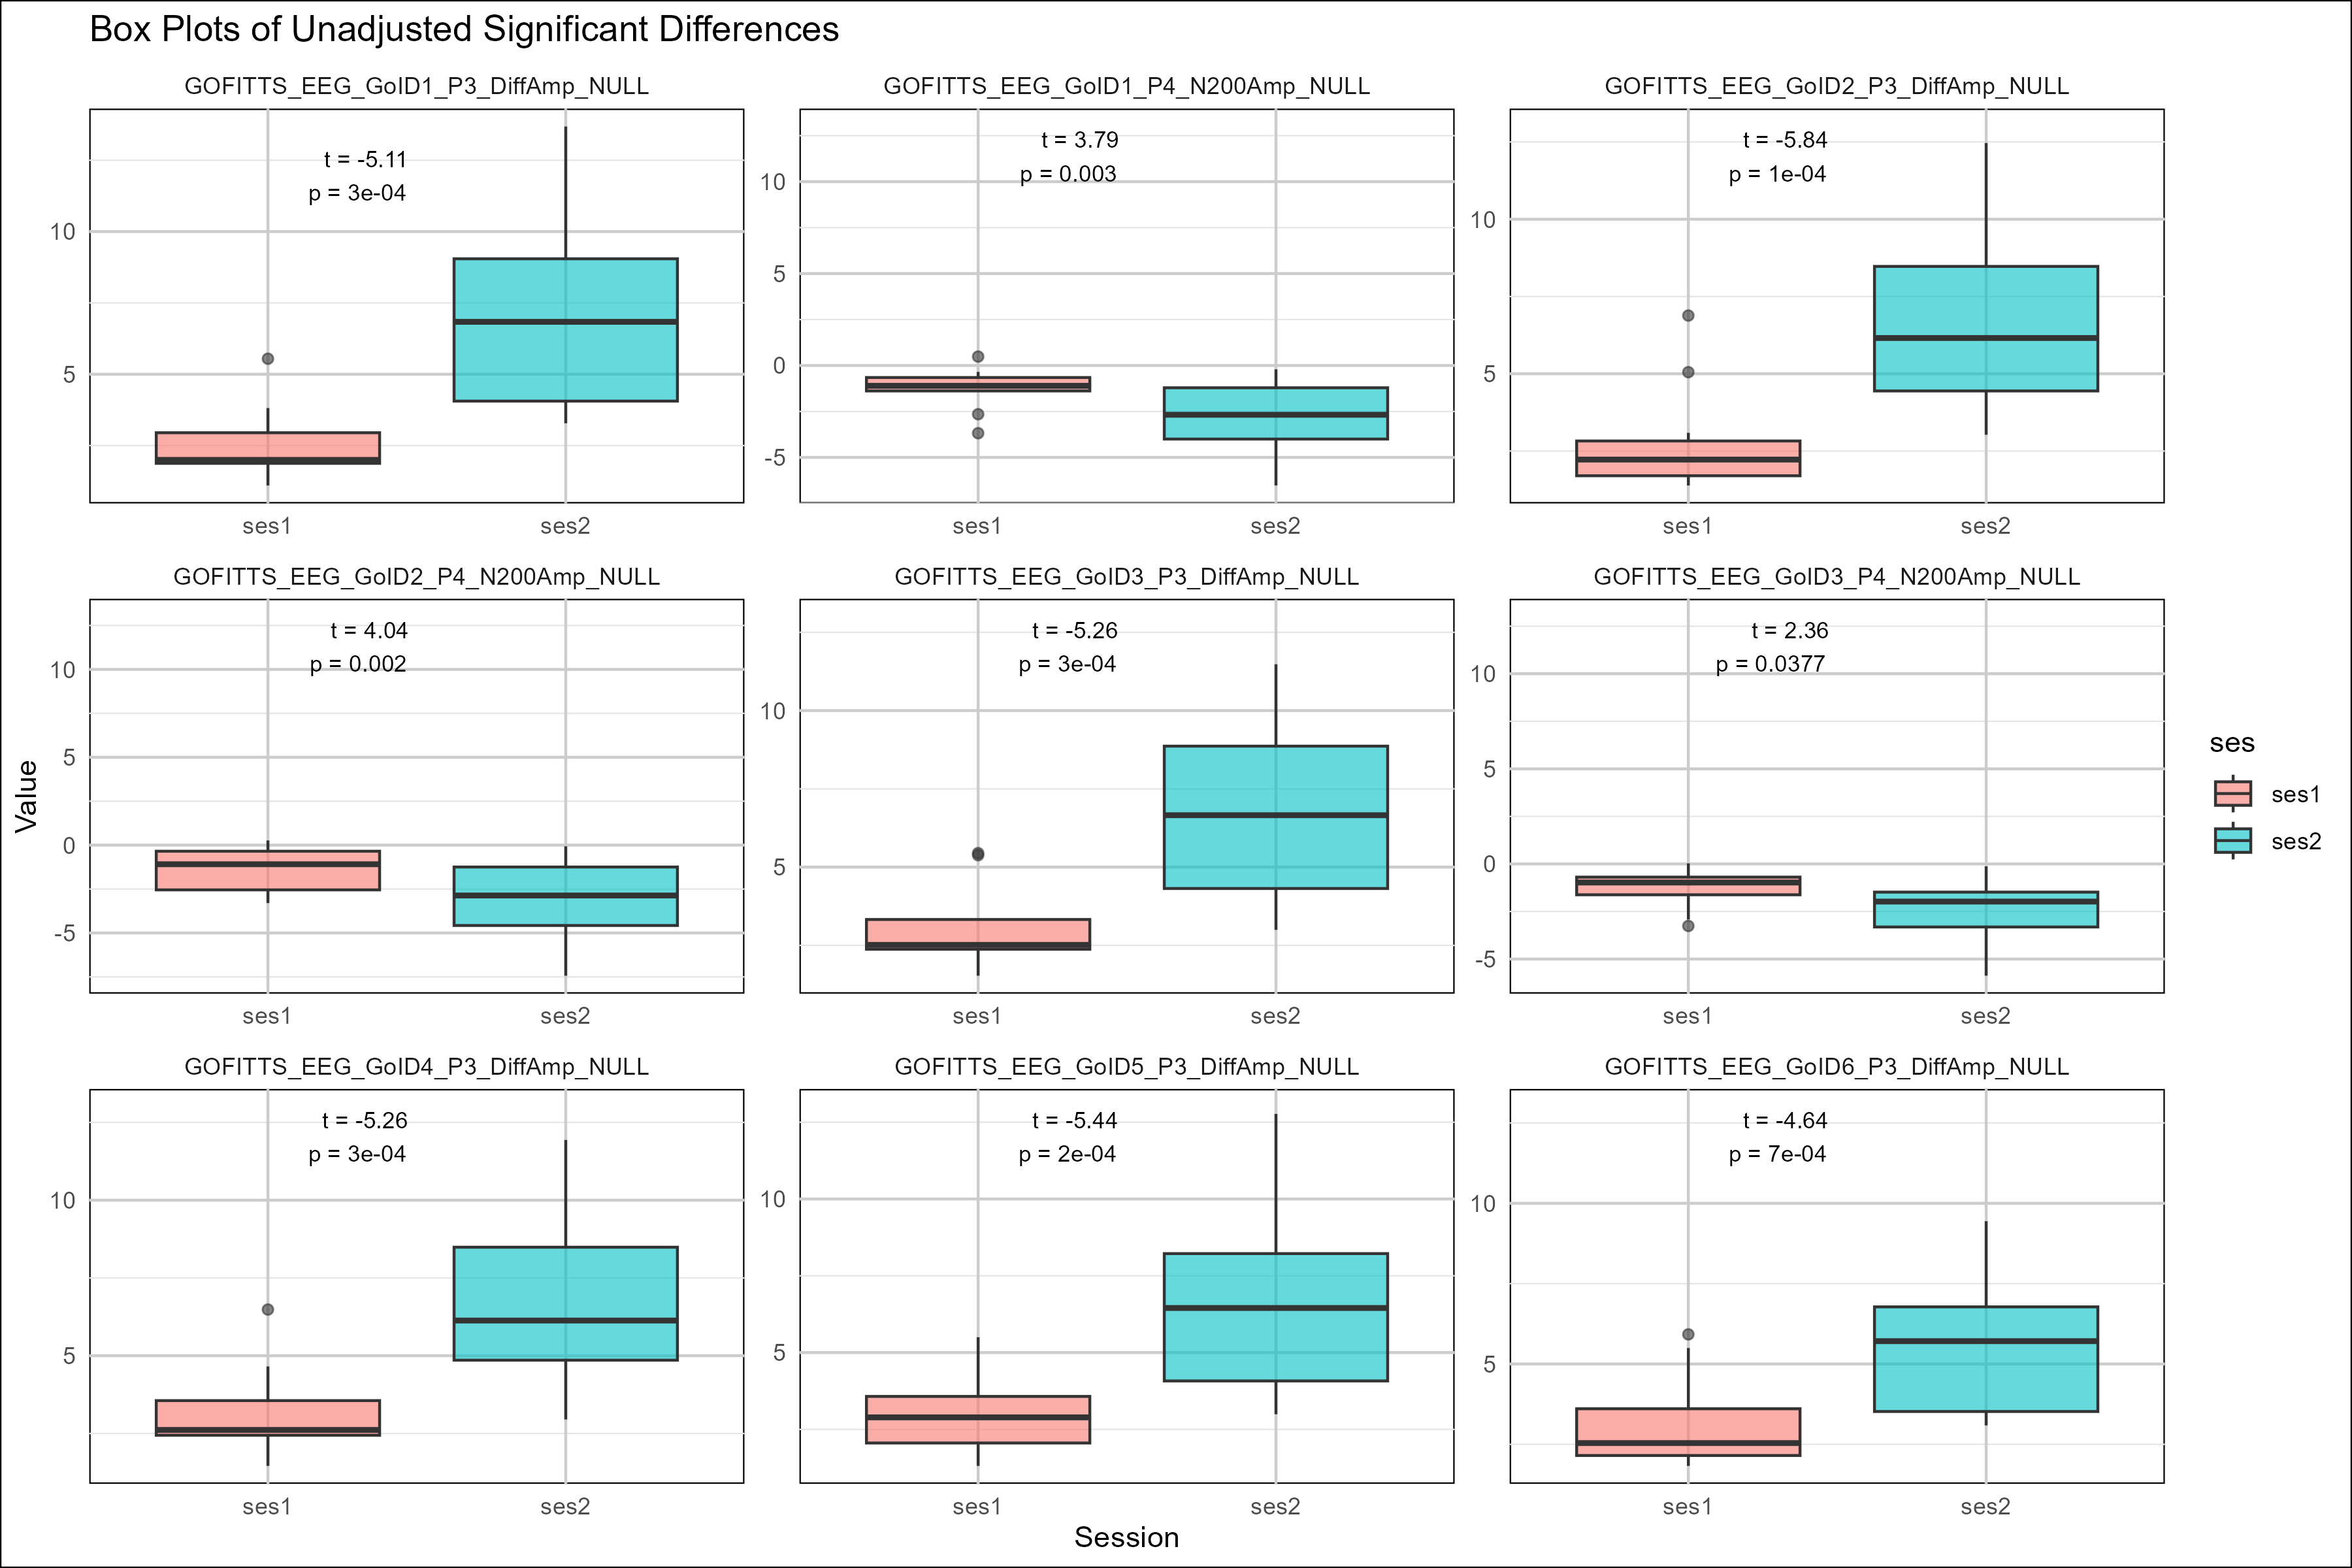 Box Plots of Unadjusted Significant Differences
GOFITTS_EEG_GoID1_P3_DiffAmp_NULL
t = -5.11
p = 3e-04
10
5
ses1
ses2
GOFITTS_EEG_GoID1_P4_N200Amp_NULL
t = 3.79
p = 0.003
10
5
0
-5
ses1
ses2
GOFITTS_EEG_GoID2_P3_DiffAmp_NULL
t = -5.84
p = 1e-04
10
5
ses1
ses2
GOFITTS_EEG_GoID2_P4_N200Amp_NULL
t = 4.04
p = 0.002
10
5
0
-5
ses1
ses2
GOFITTS_EEG_GoID3_P3_DiffAmp_NULL
t = -5.26
p = 3e-04
10
5
ses1
ses2
GOFITTS_EEG_GoID3_P4_N200Amp_NULL
t = 2.36
p = 0.0377
10
5
0
-5
ses1
ses2
GOFITTS_EEG_GoID4_P3_DiffAmp_NULL
t = -5.26
p = 3e-04
10
5
ses1
ses2
GOFITTS_EEG_GoID5_P3_DiffAmp_NULL
t = -5.44
p = 2e-04
10
5
ses1
ses2
GOFITTS_EEG_GoID6_P3_DiffAmp_NULL
t = -4.64
p = 7e-04
10
5
ses1
ses2
Value
Session
ses
ses1
ses2